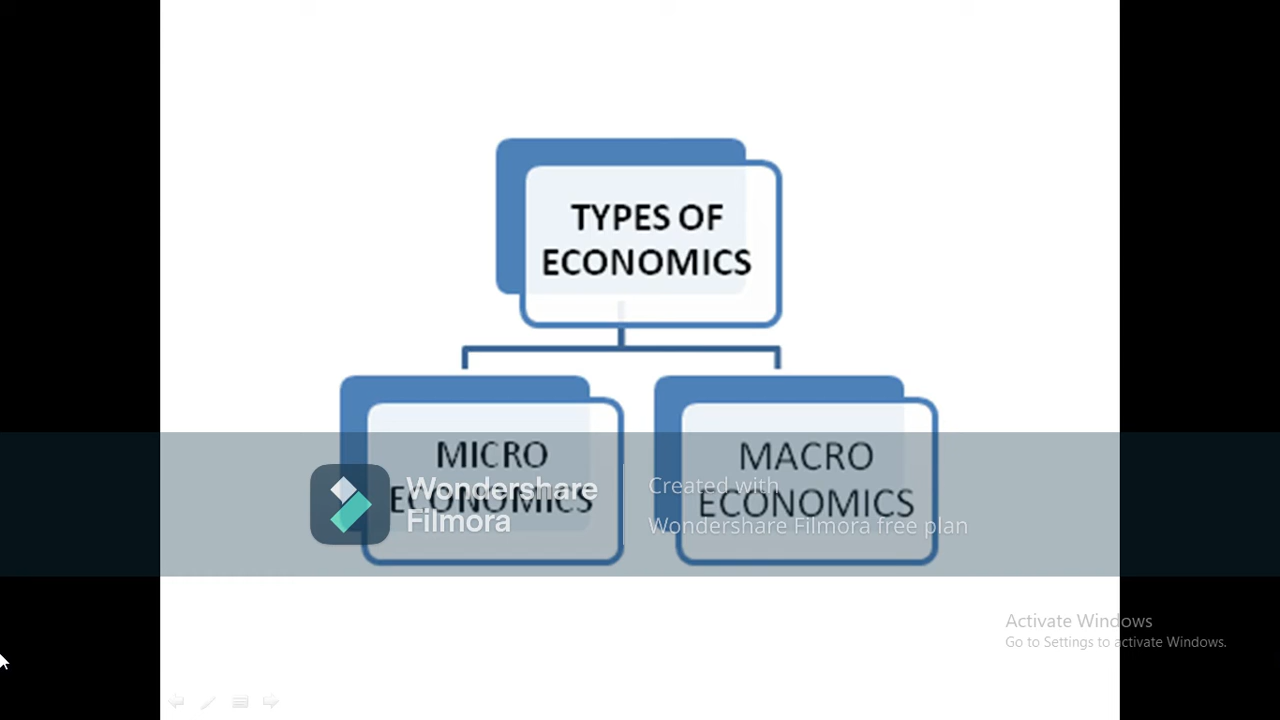 TYPES OF
ECONOMICS
MICRO
ECONOMICS
MACRO
ECONOMICS
Wondershare
Filmora
Created with
Wondershare Filmora free plan
Activate Windows
Go to Settings to activate Windows.